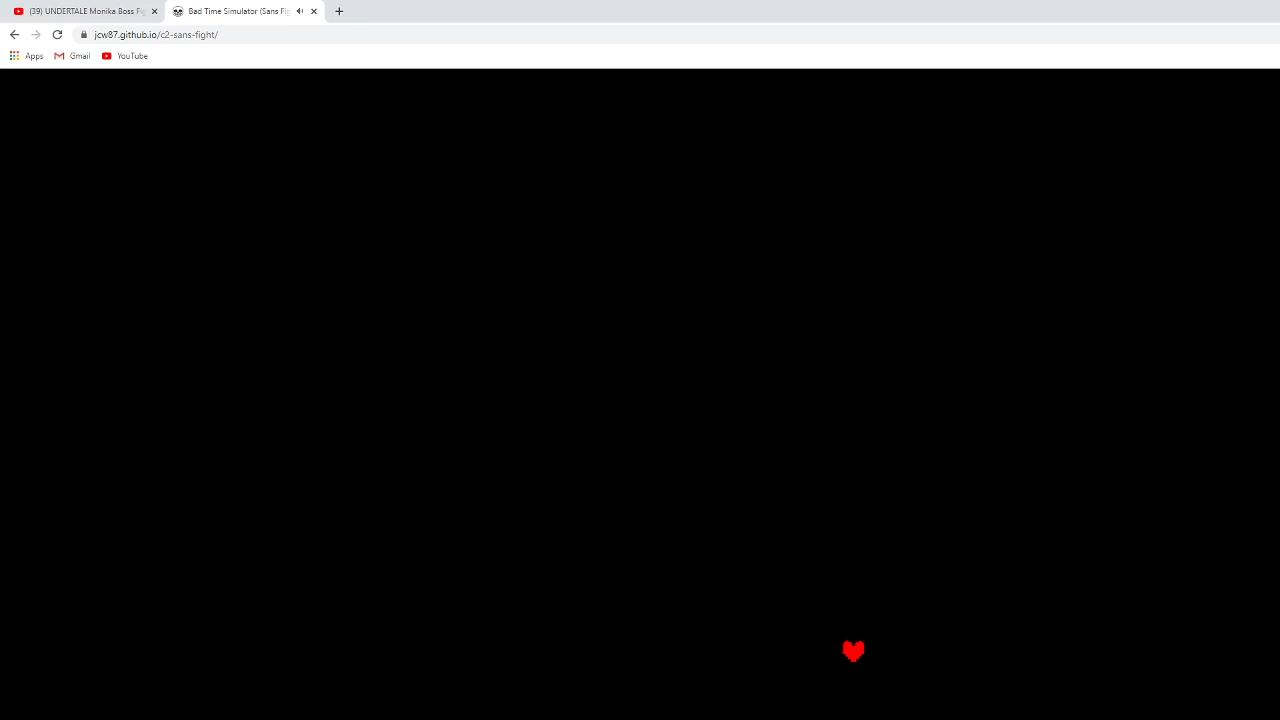 (39) UNDERTALE Monika Boss Fig
Bad Time Simulator (Sans Fig
jcw87.github.io/c2-sans-fight/
Apps Gmail YouTube